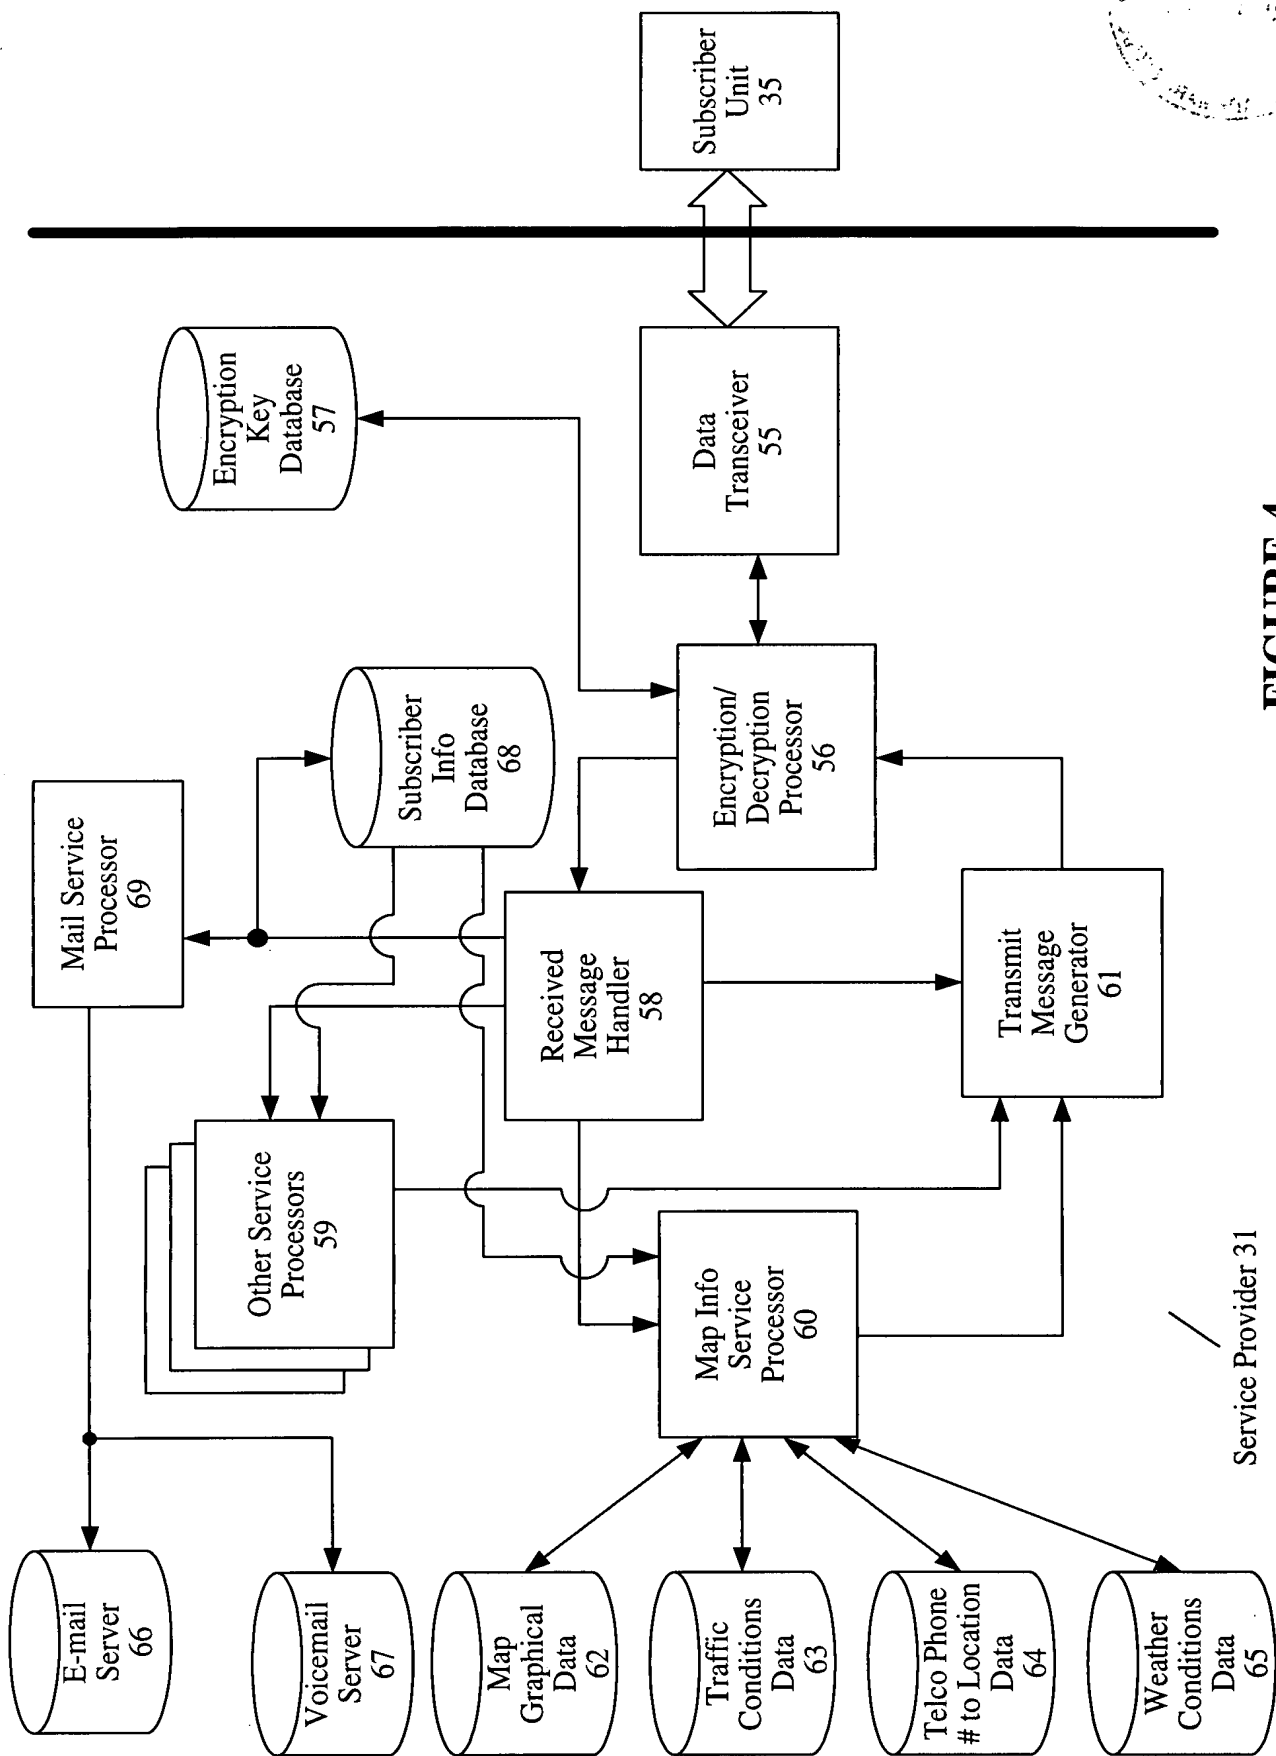 E-mail
Server
66
Voicemail
Server
67
Map
Graphical
Data
62
Traffic
Conditions
Data
63
Telco Phone
# to Location
Data
64
Weather
Conditions
Data
65
Mail Service
Processor
69
Other Service
Processors
59
Map Info
Service
Processor
60
Subscriber
Info
Database
68
Received
Message
Handler
58
Transmit
Message
Generator
61
Encryption
Key
Database
57
Encryption/
Decryption
Processor
56
Data
Transceiver
55
Subscriber
Unit
35
Service Provider 31
FIGURE 4